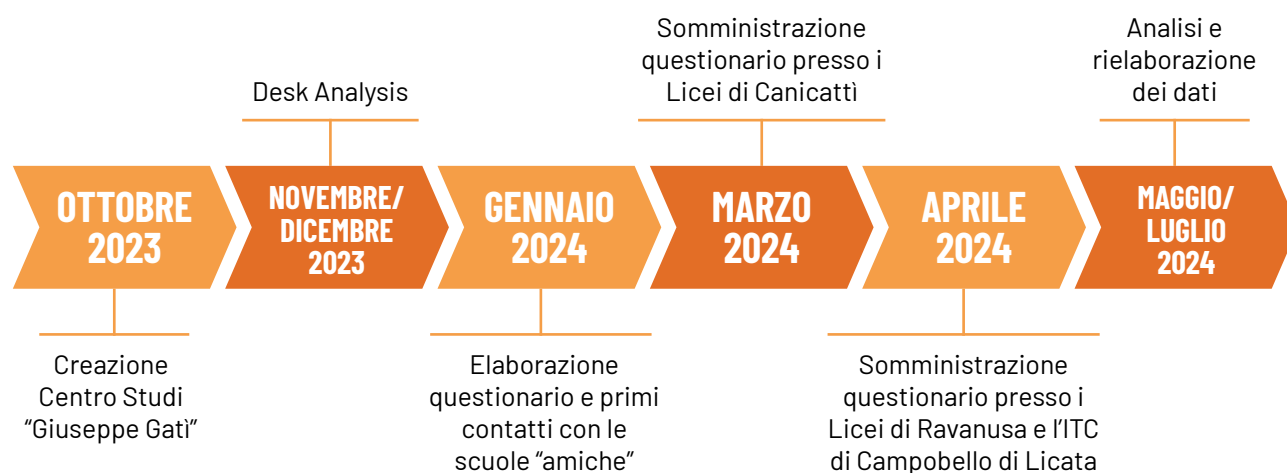 Somministrazione
questionario presso i
Licei di Canicattì
Analisi e
rielaborazione
dei dati
Desk Analysis
OTTOBRE
2023
NOVEMBRE/
DICEMBRE
2023
GENNAIO
2024
MARZO
2024
APRILE
2024
MAGGIO/
LUGLIO
2024
Creazione
Centro Studi
"Giuseppe Gatì"
Elaborazione
questionario e primi
contatti con le
scuole "amiche"
Somministrazione
questionario presso i
Licei di Ravanusa e l'ITC
di Campobello di Licata